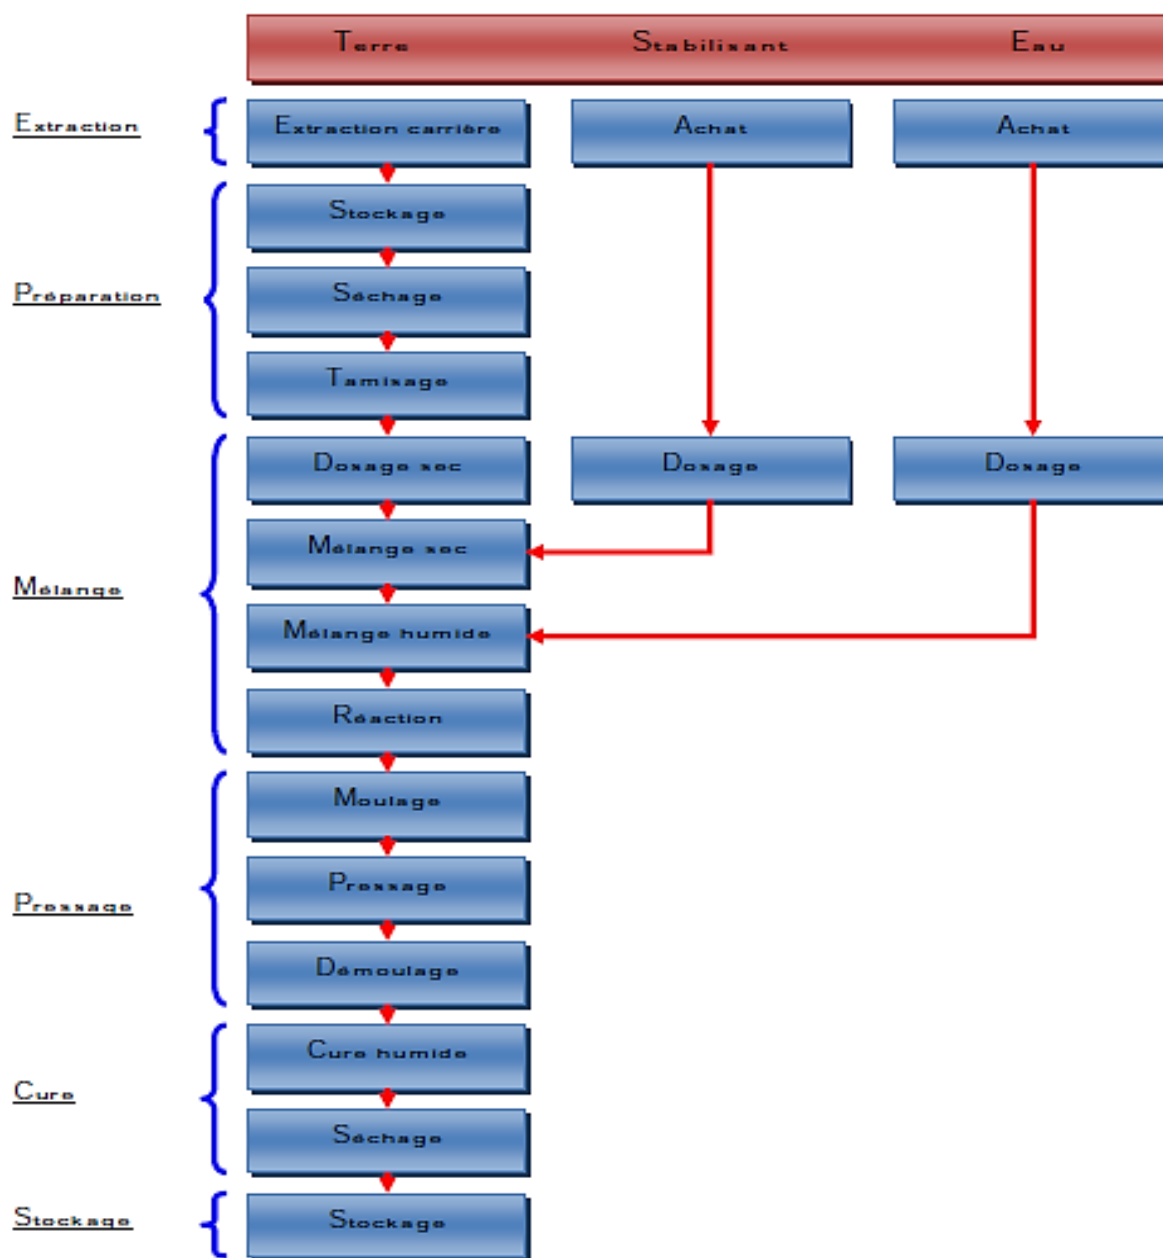 Terre Stabilisant Eau
Extraction Extraction carrière Achat Achat
Stockage
Préparation Séchage
Tamisage
Dosage sec Dosage Dosage
Mélange sec
Mélange
Mélange humide
Réaction
Moulage
Pressage
Pressage
Démoulage
Cure humide
Cure
Séchage
Stockage Stockage